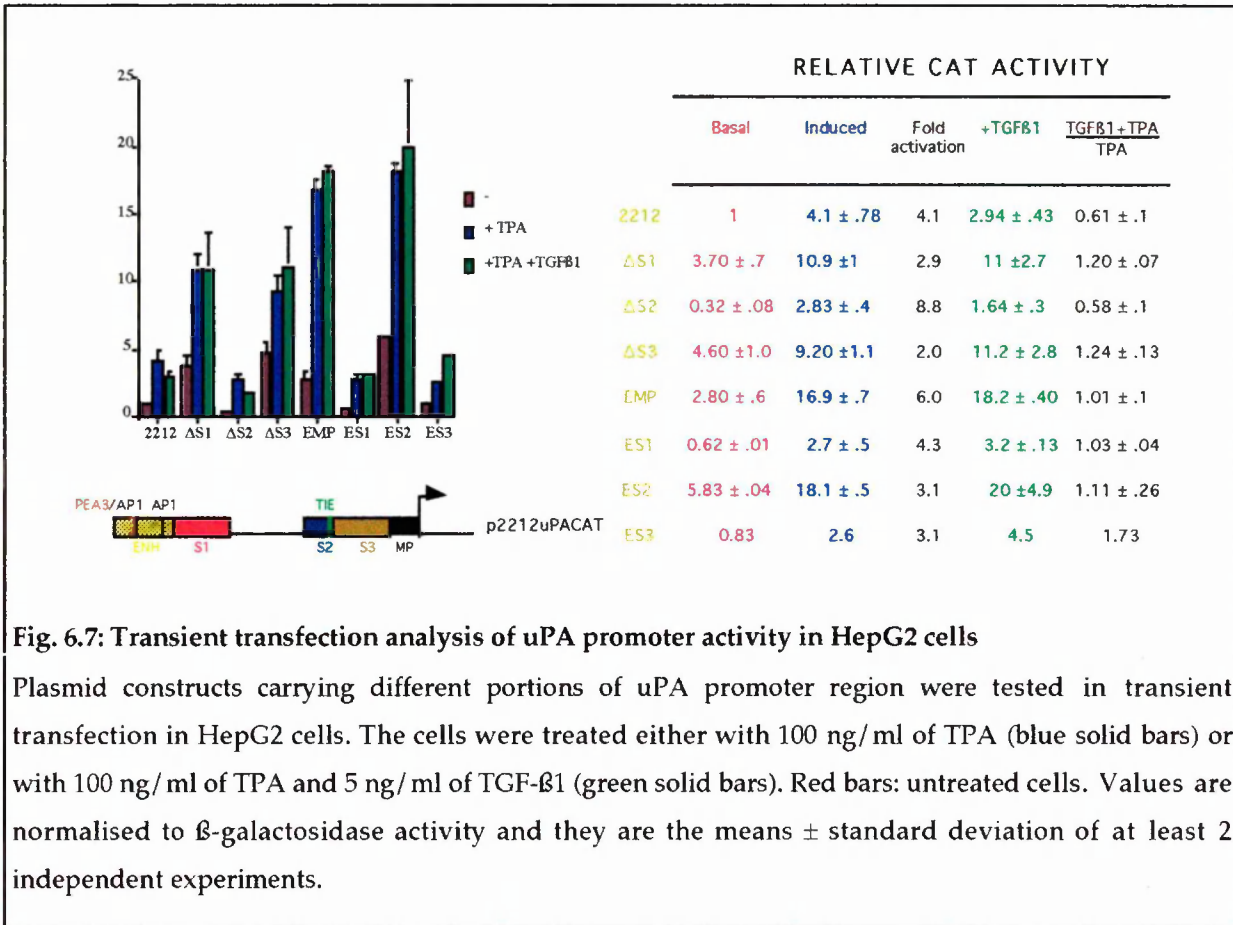 25
20
15
10
5
0
2212 ΔS1 ΔS2 ΔS3 EMP ES1 ES2 ES3
-
+ TPA
+TPA +TGFß1
PEA3/AP1 AP1
TIE
ENH
S1
S2
S3
MP
p2212uPACAT
RELATIVE CAT ACTIVITY
Basal Induced Fold activation +TGFß1 TGFß1+TPA TPA
2212 1 4.1 ± .78 4.1 2.94 ± .43 0.61 ± .1
ΔS1 3.70 ± .7 10.9 ±1 2.9 11 ±2.7 1.20 ± .07
ΔS2 0.32 ± .08 2.83 ± .4 8.8 1.64 ± .3 0.58 ± .1
ΔS3 4.60 ±1.0 9.20 ±1.1 2.0 11.2 ± 2.8 1.24 ± .13
EMP 2.80 ± .6 16.9 ± .7 6.0 18.2 ± .40 1.01 ± .1
ES1 0.62 ± .01 2.7 ± .5 4.3 3.2 ± .13 1.03 ± .04
ES2 5.83 ± .04 18.1 ± .5 3.1 20 ±4.9 1.11 ± .26
ES3 0.83 2.6 3.1 4.5 1.73
Fig. 6.7: Transient transfection analysis of uPA promoter activity in HepG2 cells
Plasmid constructs carrying different portions of uPA promoter region were tested in transient
transfection in HepG2 cells. The cells were treated either with 100 ng/ml of TPA (blue solid bars) or
with 100 ng/ml of TPA and 5 ng/ml of TGF-ß1 (green solid bars). Red bars: untreated cells. Values are
normalised to ß-galactosidase activity and they are the means ± standard deviation of at least 2
independent experiments.